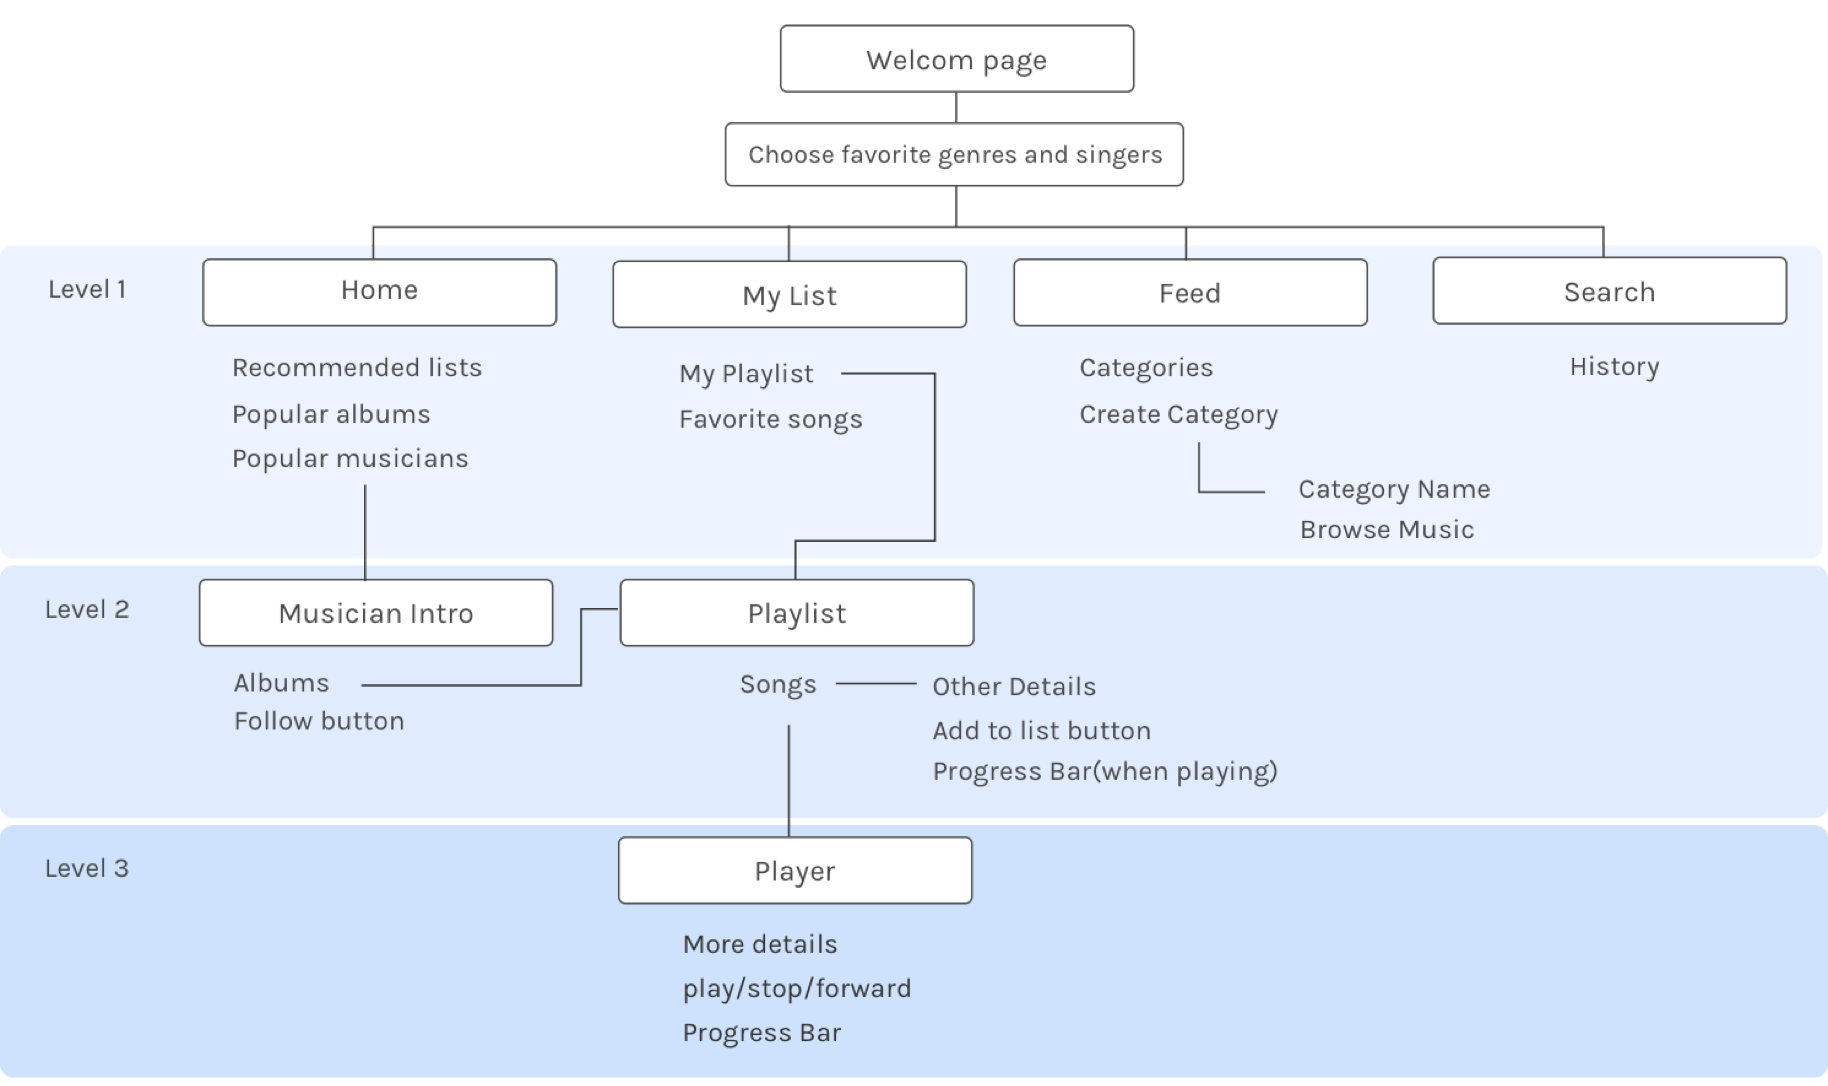 Welcom page
Choose favorite genres and singers
Level 1
Home
My List
Feed
Search
Recommended lists
Popular albums
Popular musicians
My Playlist
Favorite songs
Categories
Create Category
Category Name
Browse Music
History
Level 2
Musician Intro
Playlist
Albums
Follow button
Songs
Other Details
Add to list button
Progress Bar(when playing)
Level 3
Player
More details
play/stop/forward
Progress Bar